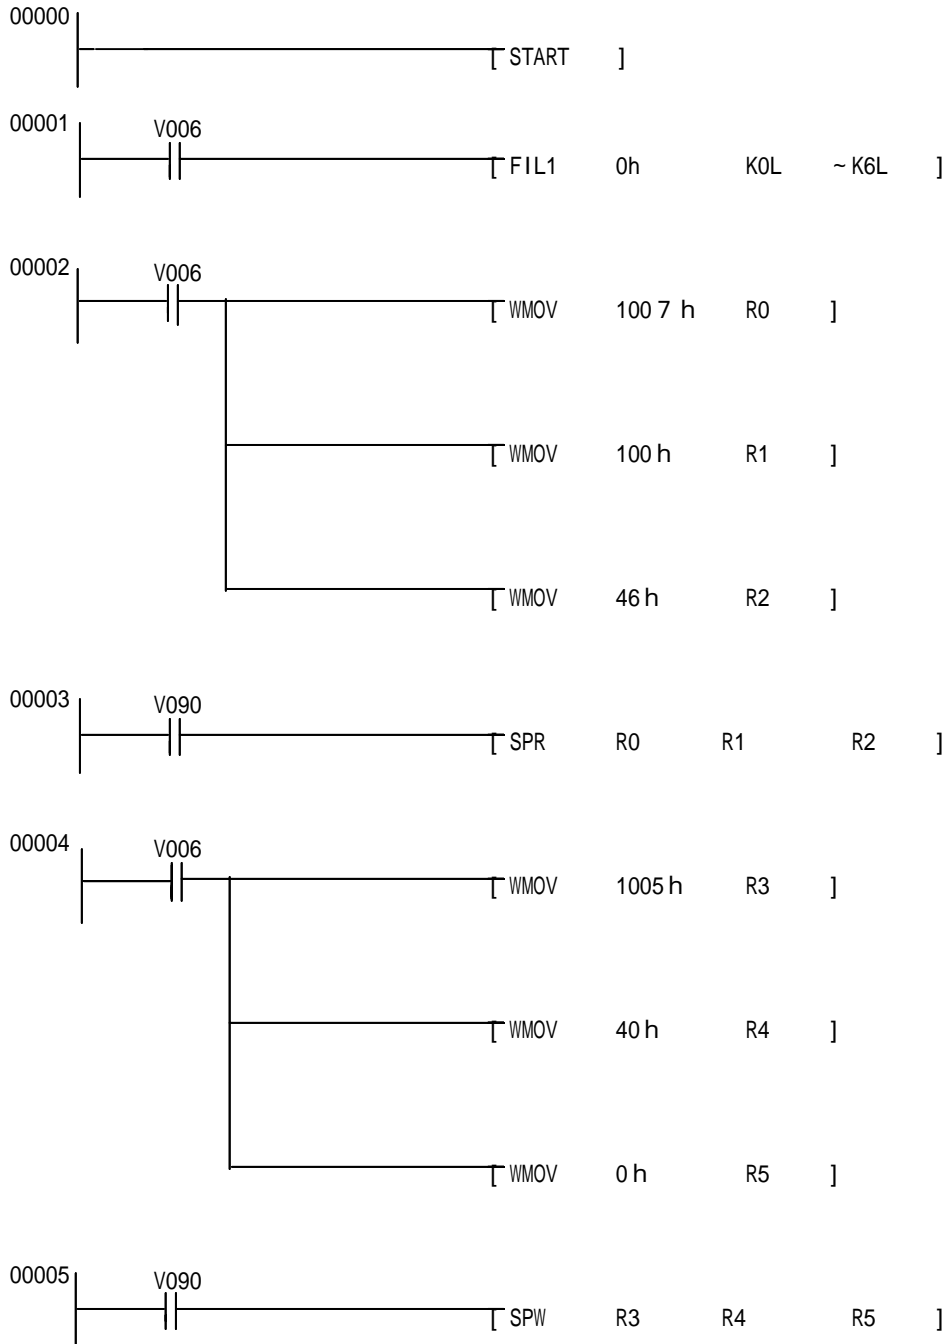 00000
[ START ]
00001 V006
[ FIL1 0h K0L ~ K6L ]
00002 V006
[ WMOV 100 7 h R0 ]
[ WMOV 100 h R1 ]
[ WMOV 46 h R2 ]
00003 V090
[ SPR R0 R1 R2 ]
00004 V006
[ WMOV 1005 h R3 ]
[ WMOV 40 h R4 ]
[ WMOV 0 h R5 ]
00005 V090
[ SPW R3 R4 R5 ]